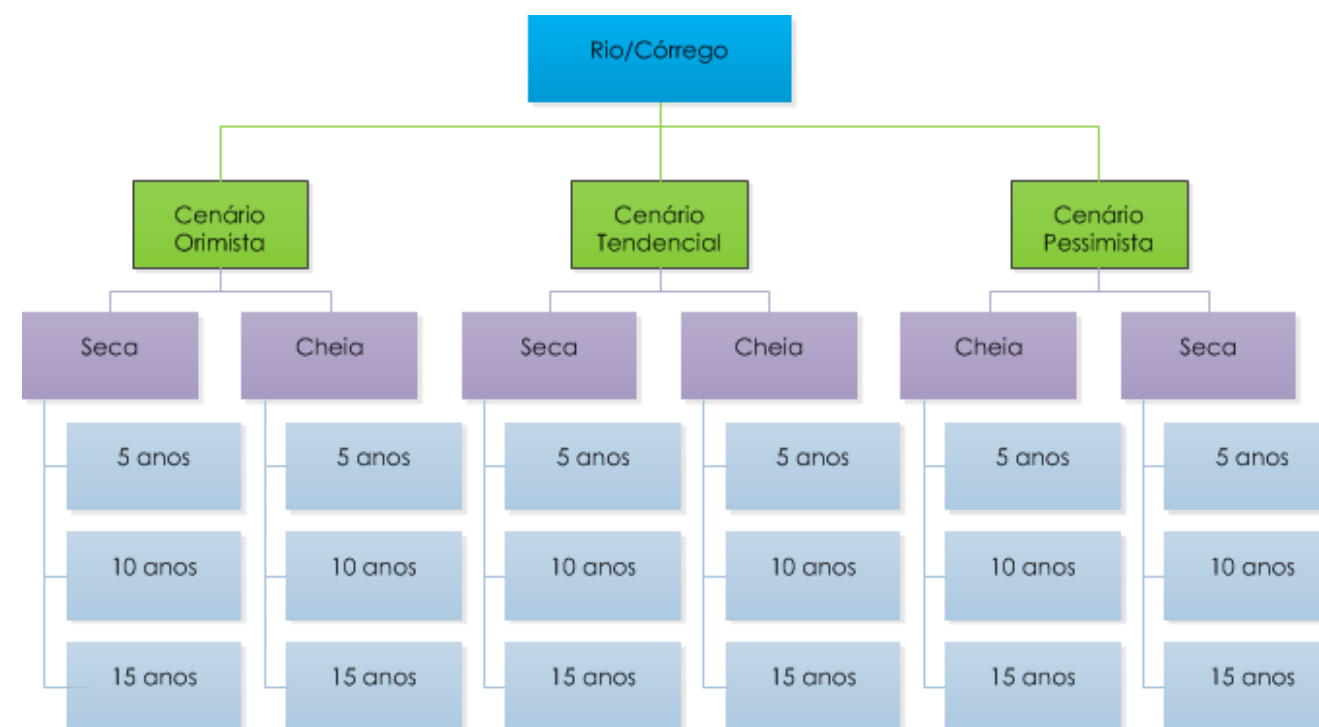 Rio/Córrego
Cenário
Orimista
Cenário
Tendencial
Cenário
Pessimista
Seca
Cheia
Seca
Cheia
Cheia
Seca
5 anos
5 anos
5 anos
5 anos
5 anos
5 anos
10 anos
10 anos
10 anos
10 anos
10 anos
10 anos
15 anos
15 anos
15 anos
15 anos
15 anos
15 anos